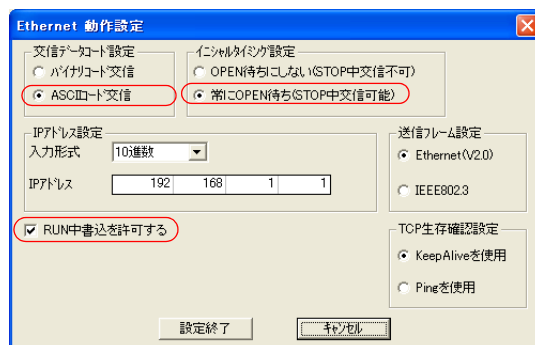 Ethernet 動作設定
交信データコード設定
バイナリコード交信
ASCIIコード交信
イニシャルタイミング設定
OPEN待ちにしない(STOP中交信不可)
常にOPEN待ち(STOP中交信可能)
IPアドレス設定
入力形式 10進数
IPアドレス 192 168 1 1
送信フレーム設定
Ethernet(V2.0)
IEEE802.3
RUN中書込を許可する
TCP生存確認設定
KeepAliveを使用
Pingを使用
設定終了 キャンセル